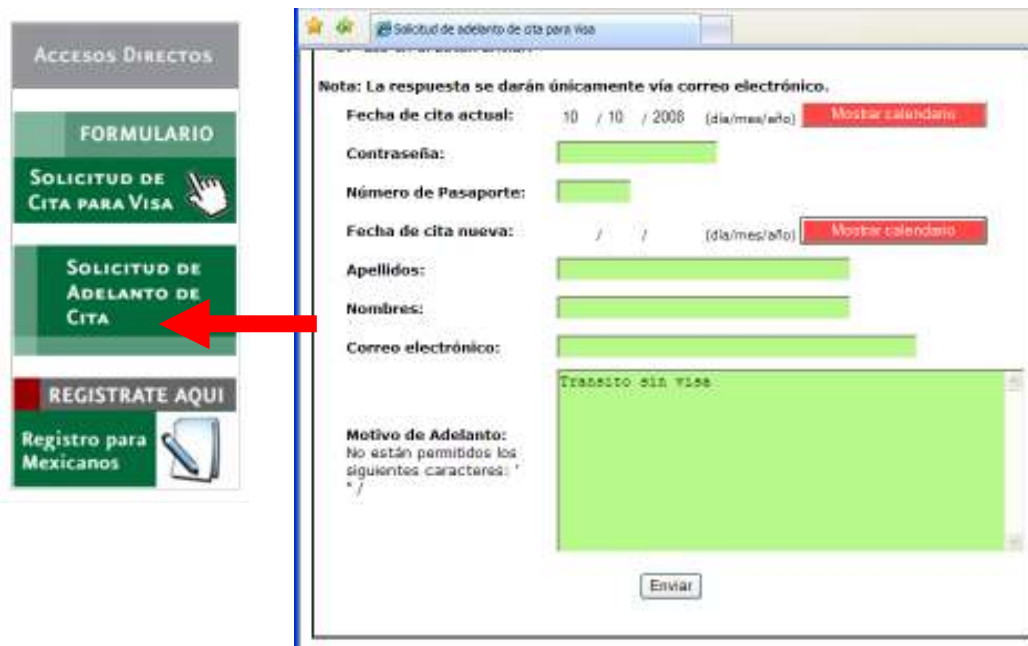 ACCESOS DIRECTOS
FORMULARIO
SOLICITUD DE
CITA PARA VISA
SOLICITUD DE
ADELANTO DE
CITA
REGISTRATE AQUI
Registro para
Mexicanos
Solicitud de adelanto de cita para Visa
Nota: La respuesta se darán únicamente vía correo electrónico.
Fecha de cita actual: 10 / 10 / 2008 (día/mes/año) Mostrar calendario
Contraseña:
Número de Pasaporte:
Fecha de cita nueva: / / (día/mes/año) Mostrar calendario
Apellidos:
Nombres:
Correo electrónico:
Transito sin visa
Motivo de Adelanto:
No están permitidos los
siguientes caracteres: '
" /
Enviar